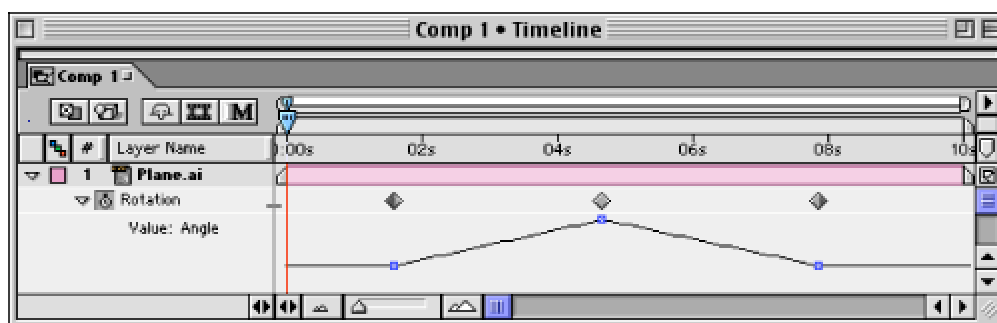 Comp 1 • Timeline
Comp 1
M
# Layer Name :00s 02s 04s 06s 08s 10s
1 Plane.ai
Rotation
Value: Angle